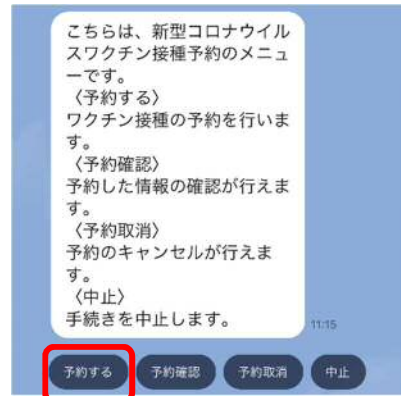 こちらは、新型コロナウイル
スワクチン接種予約のメニュ
ーです。
〈予約する〉
ワクチン接種の予約を行いま
す。
〈予約確認〉
予約した情報の確認が行えま
す。
〈予約取消〉
予約のキャンセルが行えま
す。
〈中止〉
手続きを中止します。
11:15
予約する 予約確認 予約取消 中止